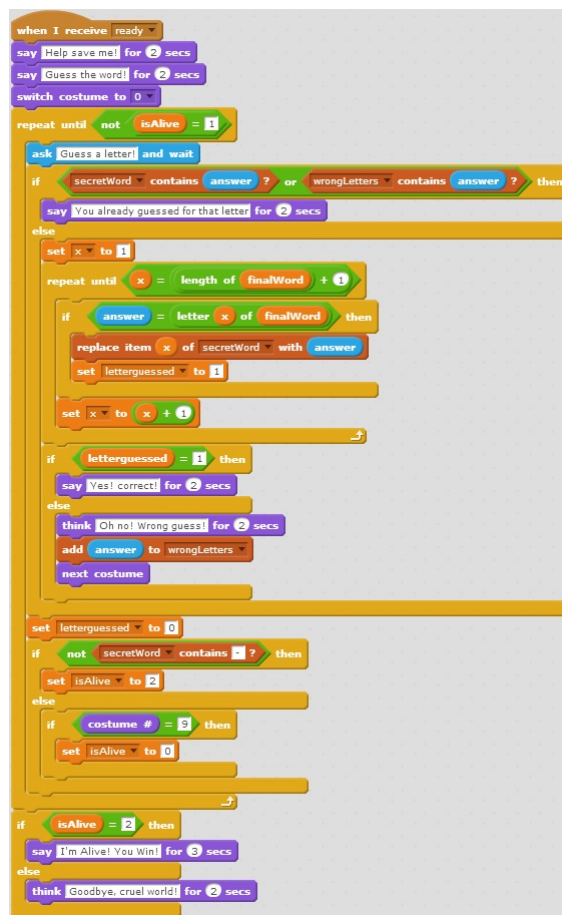 when I receive ready
say Help save me! for 2 secs
say Guess the word! for 2 secs
switch costume to 0
repeat until not isAlive = 1
ask Guess a letter! and wait
if secretWord contains answer ? or wrongLetters contains answer ? then
say You already guessed for that letter for 2 secs
else
set x to 1
repeat until x = length of finalWord + 1
if answer = letter x of finalWord then
replace item x of secretWord with answer
set letterguessed to 1
set x to x + 1
if letterguessed = 1 then
say Yes! correct! for 2 secs
else
think Oh no! Wrong guess! for 2 secs
add answer to wrongLetters
next costume
set letterguessed to 0
if not secretWord contains - ? then
set isAlive to 2
else
if costume # = 9 then
set isAlive to 0
if isAlive = 2 then
say I'm Alive! You Win! for 3 secs
else
think Goodbye, cruel world! for 2 secs